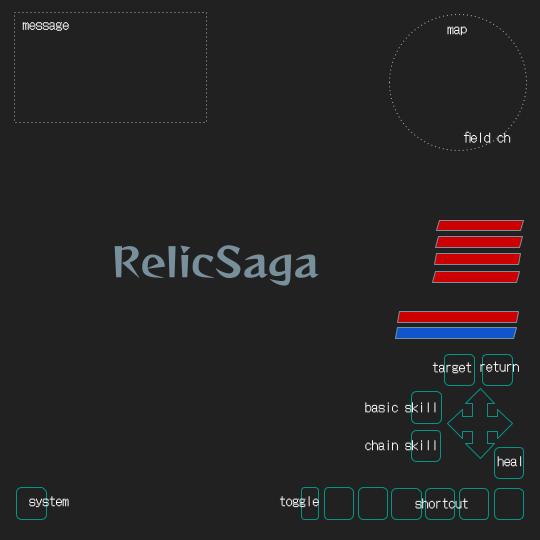 message
map
field ch
RelicSaga
target
return
basic skill
chain skill
heal
system
toggle
shortcut